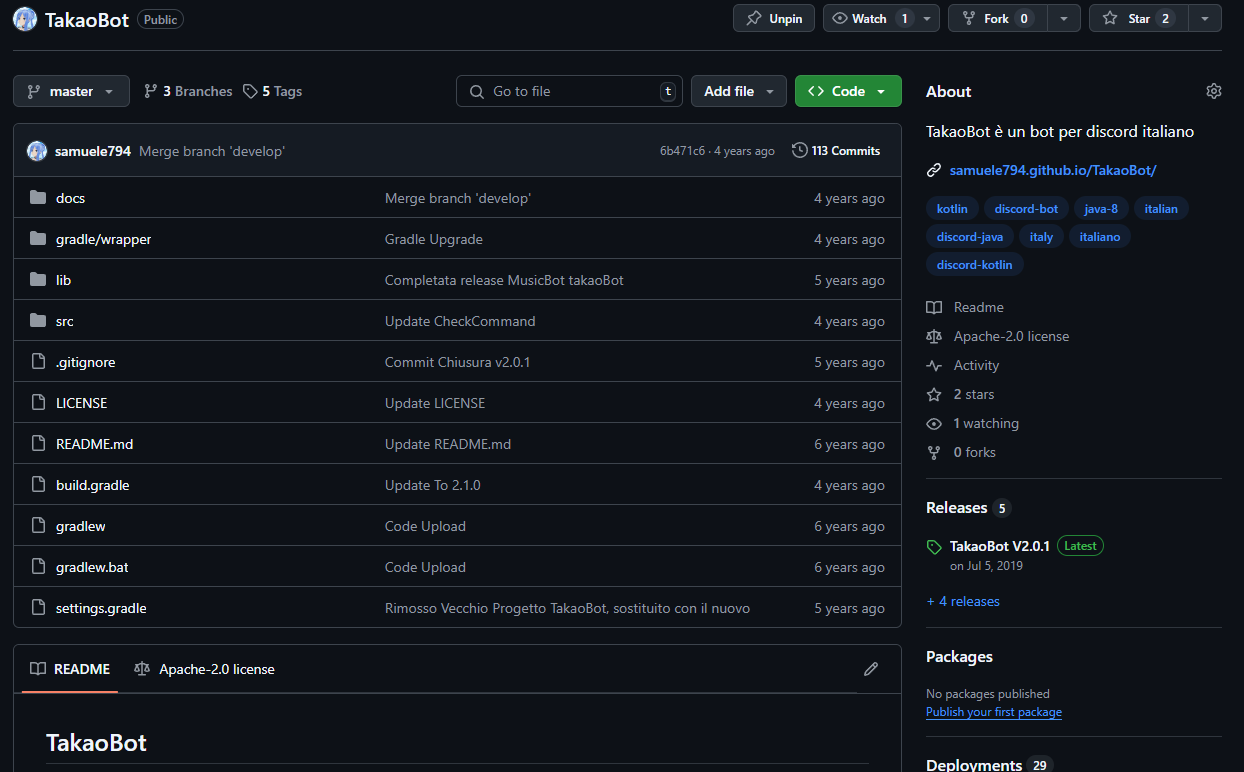 TakaoBot Public Unpin Watch 1 Fork 0 Star 2
master 3 Branches 5 Tags Go to file t Add file Code
samuele794 Merge branch 'develop' 6b471c6 · 4 years ago 113 Commits
docs Merge branch 'develop' 4 years ago
gradle/wrapper Gradle Upgrade 4 years ago
lib Completata release MusicBot takaoBot 5 years ago
src Update CheckCommand 4 years ago
.gitignore Commit Chiusura v2.0.1 5 years ago
LICENSE Update LICENSE 4 years ago
README.md Update README.md 6 years ago
build.gradle Update To 2.1.0 4 years ago
gradlew Code Upload 6 years ago
gradlew.bat Code Upload 6 years ago
settings.gradle Rimosso Vecchio Progetto TakaoBot, sostituito con il nuovo 5 years ago
README Apache-2.0 license
TakaoBot
About
TakaoBot è un bot per discord italiano
samuele794.github.io/TakaoBot/
kotlin discord-bot java-8 italian
discord-java italy italiano
discord-kotlin
Readme
Apache-2.0 license
Activity
2 stars
1 watching
0 forks
Releases 5
TakaoBot V2.0.1 Latest
on Jul 5, 2019
+ 4 releases
Packages
No packages published
Publish your first package
Deployments 29